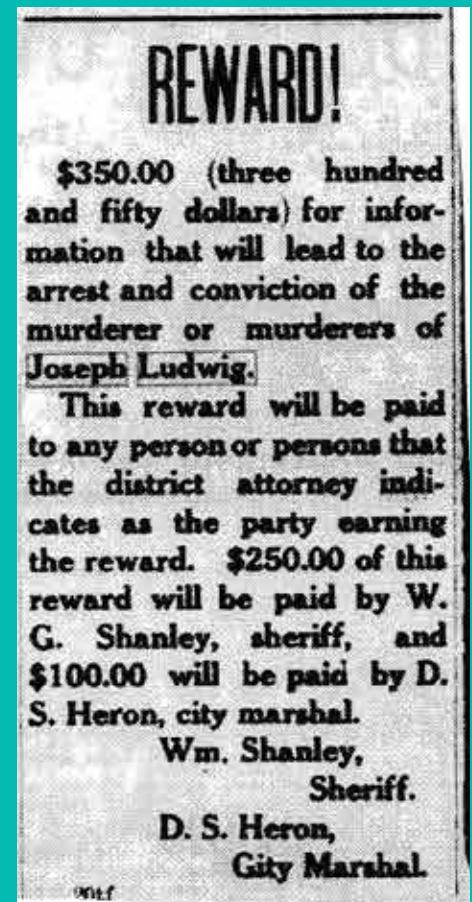 REWARD!
$350.00 (three hundred
and fifty dollars) for infor-
mation that will lead to the
arrest and conviction of the
murderer or murderers of
Joseph Ludwig.
This reward will be paid
to any person or persons that
the district attorney indi-
cates as the party earning
the reward. $250.00 of this
reward will be paid by W.
G. Shanley, sheriff, and
$100.00 will be paid by D.
S. Heron, city marshal.
Wm. Shanley,
Sheriff.
D. S. Heron,
Gity Marshal.
90tf